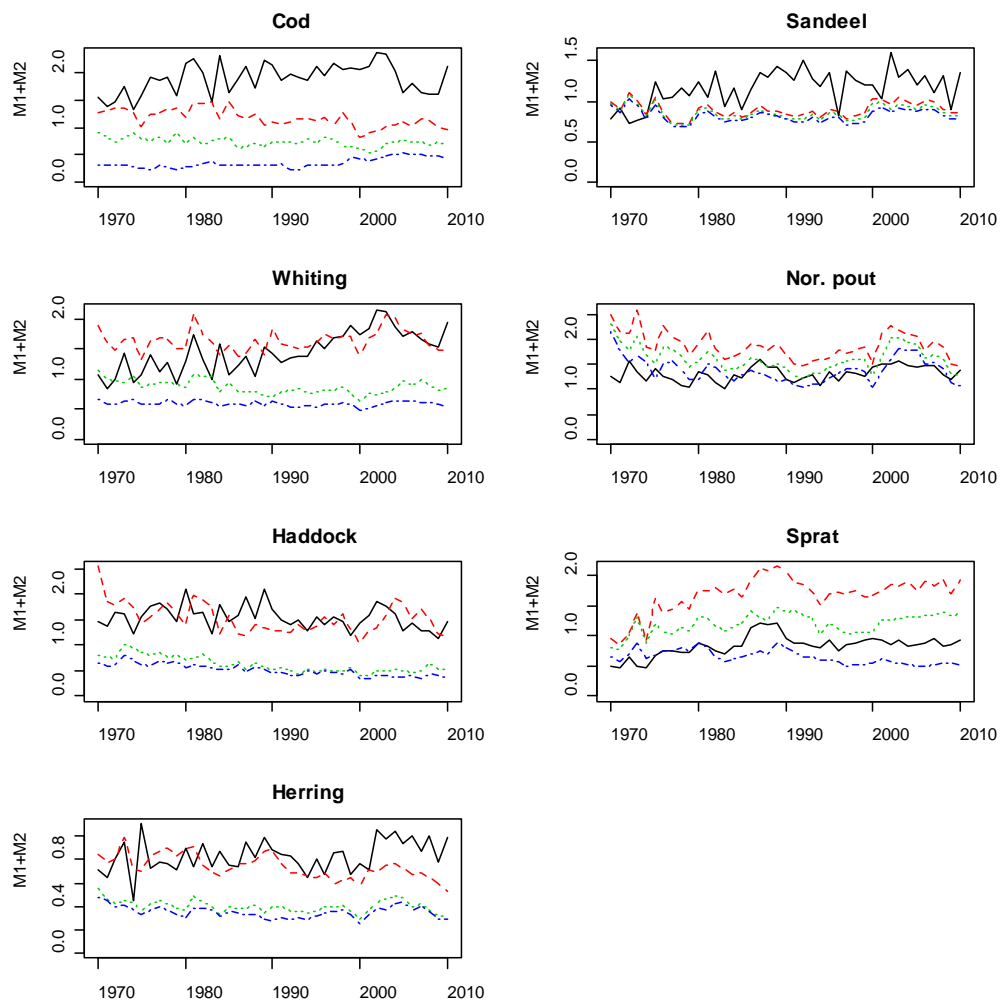 Cod
M1+M2
0.0 1.0 2.0
1970 1980 1990 2000 2010
Sandeel
M1+M2
0.0 0.5 1.0 1.5
1970 1980 1990 2000 2010
Whiting
M1+M2
0.0 1.0 2.0
1970 1980 1990 2000 2010
Nor. pout
M1+M2
0.0 1.0 2.0
1970 1980 1990 2000 2010
Haddock
M1+M2
0.0 1.0 2.0
1970 1980 1990 2000 2010
Sprat
M1+M2
0.0 1.0 2.0
1970 1980 1990 2000 2010
Herring
M1+M2
0.0 0.4 0.8
1970 1980 1990 2000 2010